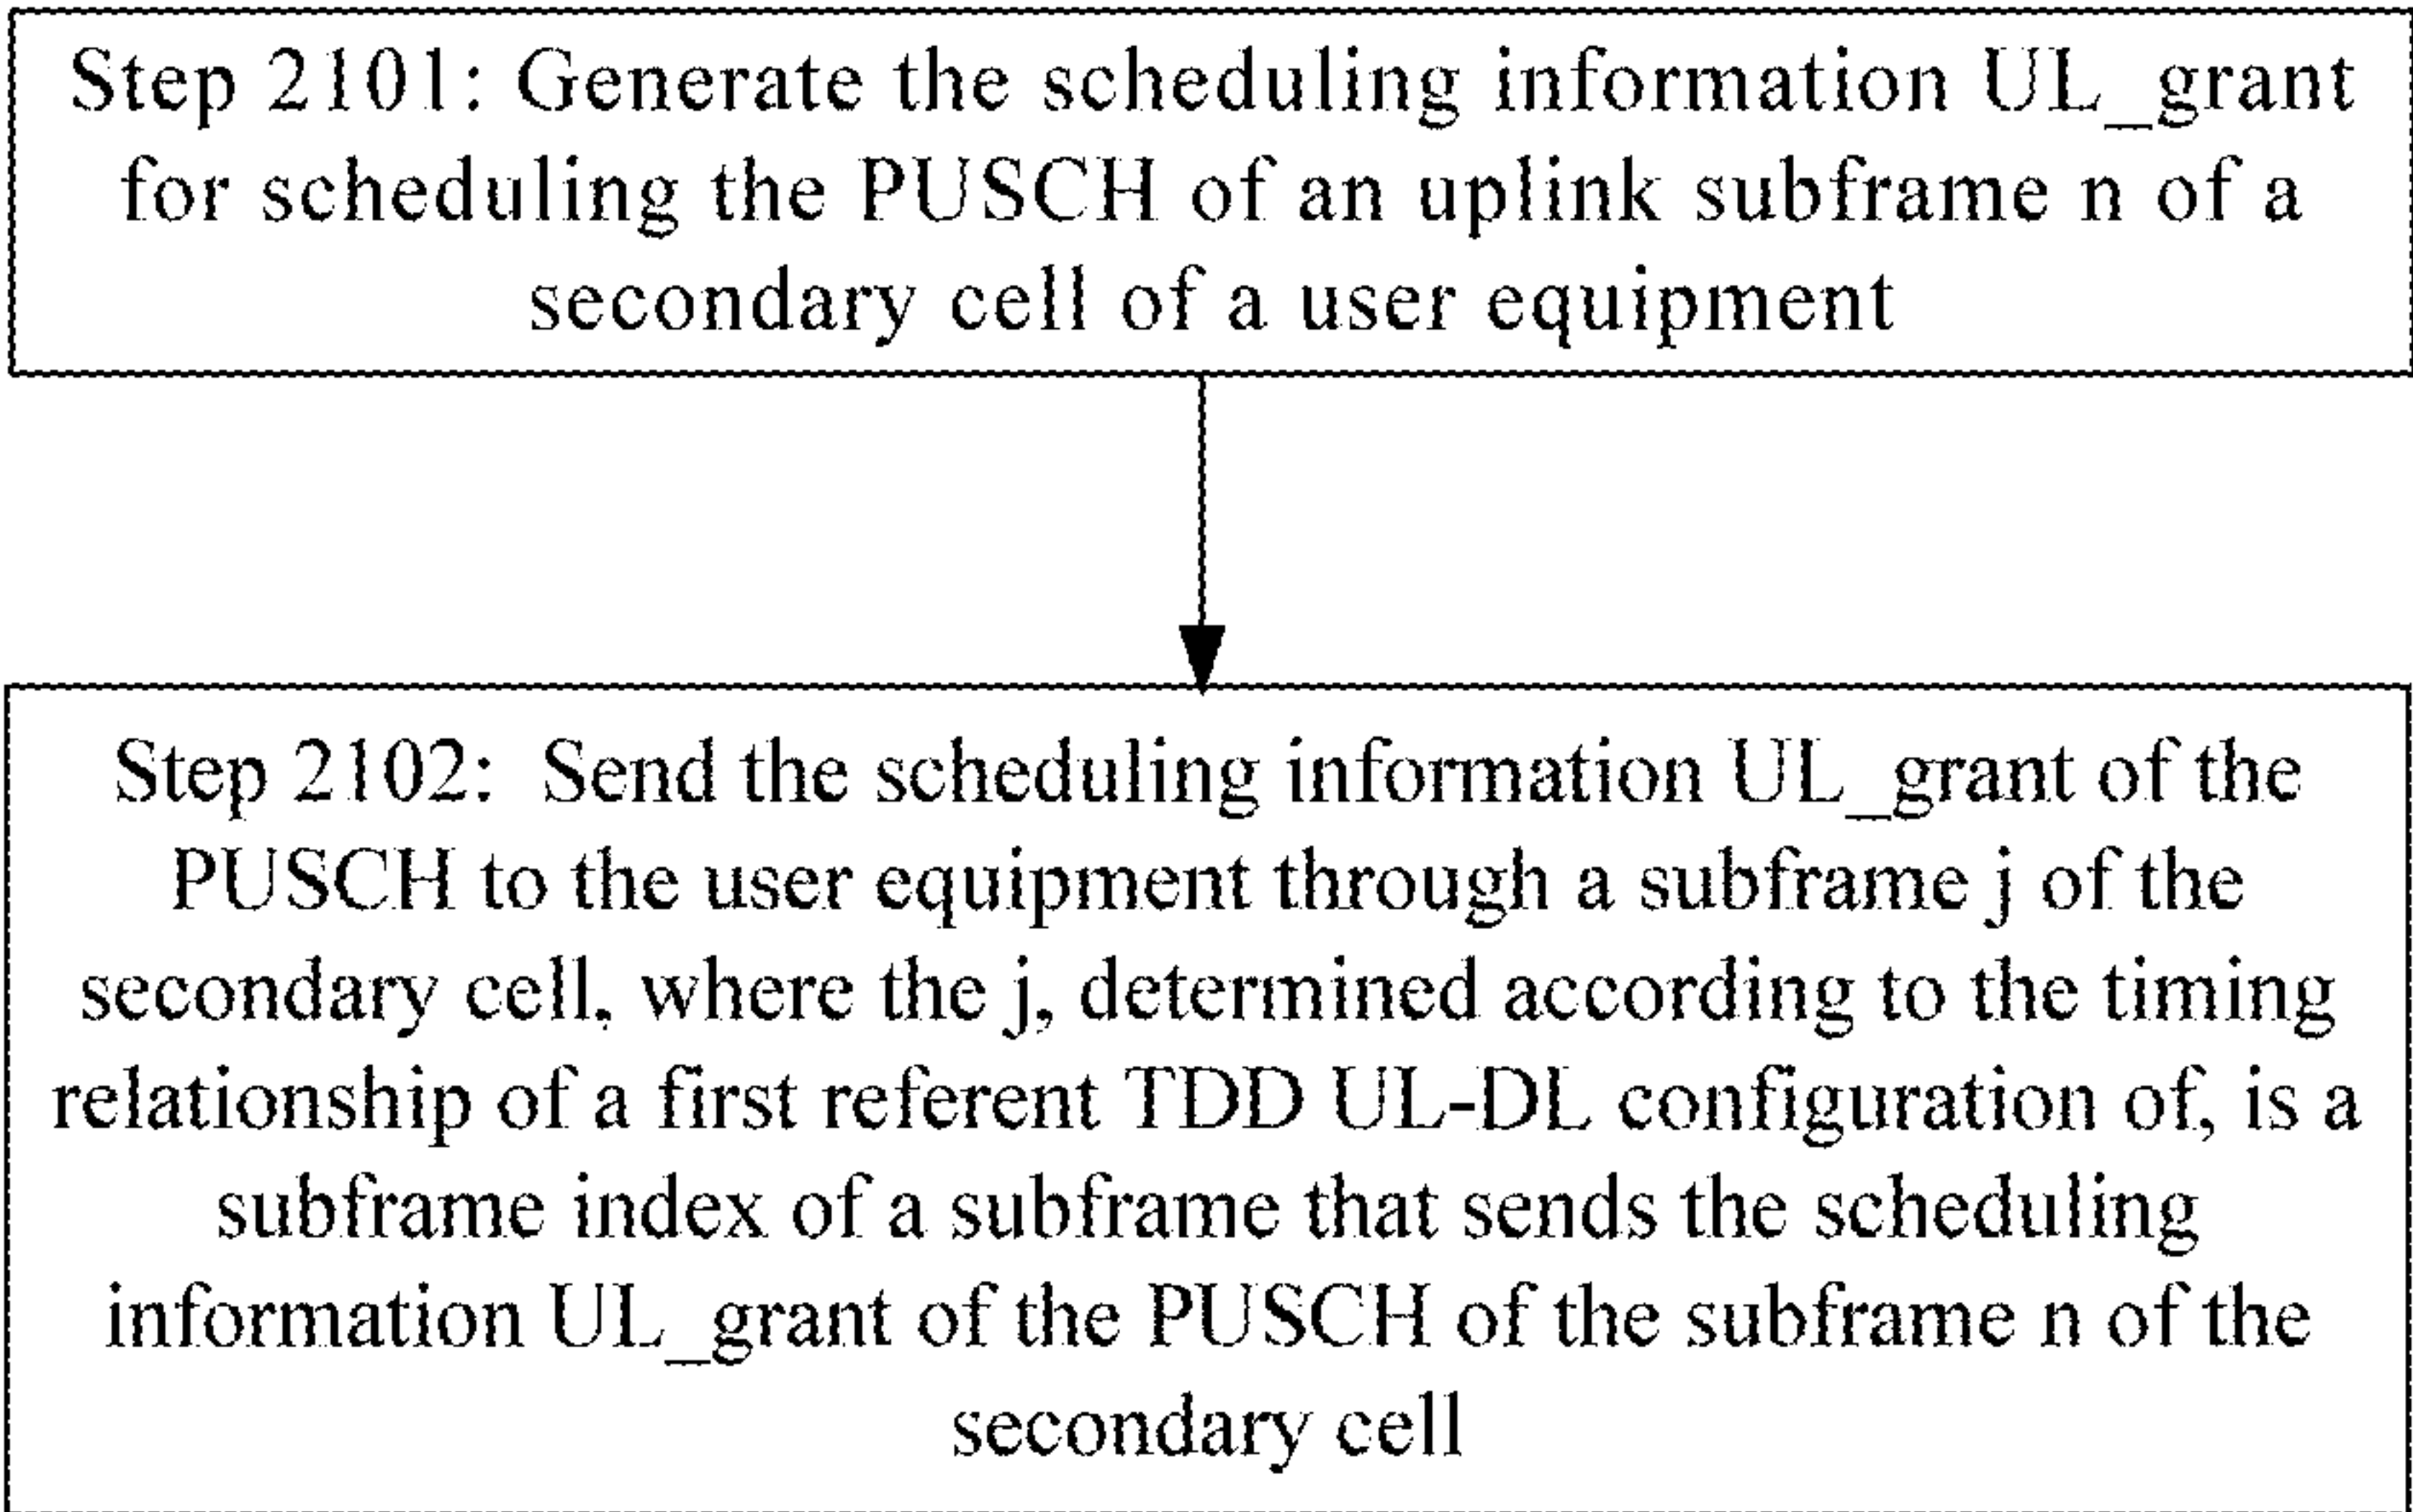 Step 2101: Generate the scheduling information UL_grant
for scheduling the PUSCH of an uplink subframe n of a
secondary cell of a user equipment
Step 2102: Send the scheduling information UL_grant of the
PUSCH to the user equipment through a subframe j of the
secondary cell, where the j, determined according to the timing
relationship of a first referent TDD UL-DL configuration of, is a
subframe index of a subframe that sends the scheduling
information UL_grant of the PUSCH of the subframe n of the
secondary cell